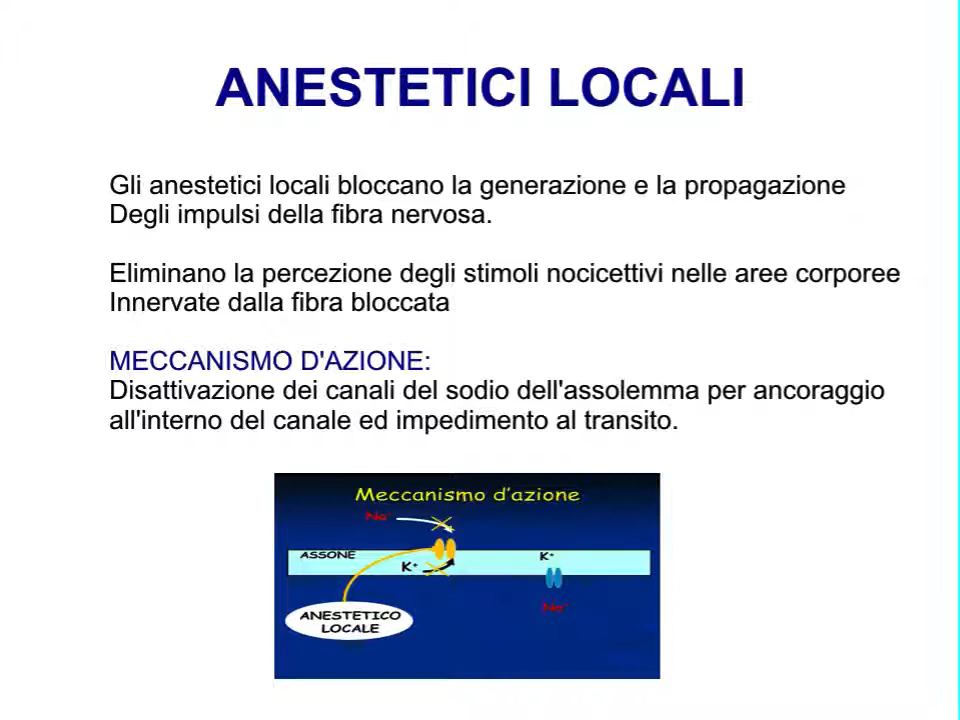 ANESTETICI LOCALI
Gli anestetici locali bloccano la generazione e la propagazione
Degli impulsi della fibra nervosa.
Eliminano la percezione degli stimoli nocicettivi nelle aree corporee
Innervate dalla fibra bloccata
MECCANISMO D'AZIONE:
Disattivazione dei canali del sodio dell'assolemma per ancoraggio
all'interno del canale ed impedimento al transito.
Meccanismo d'azione
Na⁺
ASSONE
K⁺
K⁺
Na⁺
ANESTETICO
LOCALE